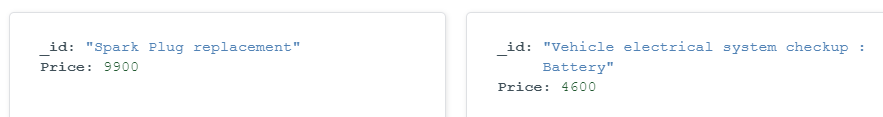 _id: "Spark Plug replacement"
Price: 9900
_id: "Vehicle electrical system checkup :
Battery"
Price: 4600